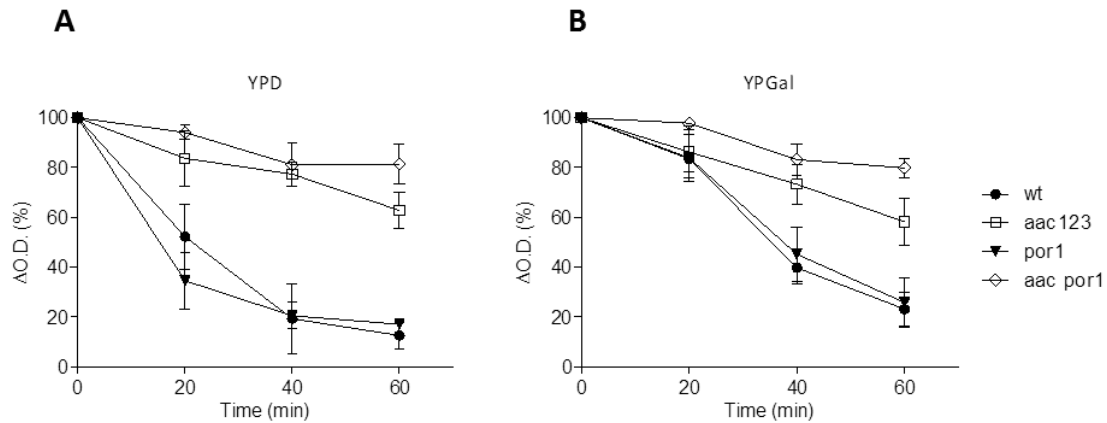 A
B
YPD
YPGal
100
80
60
40
20
0
ΔO.D. (%)
0 20 40 60
Time (min)
100
80
60
40
20
0
ΔO.D. (%)
0 20 40 60
Time (min)
wt
aac123
por1
aac por1